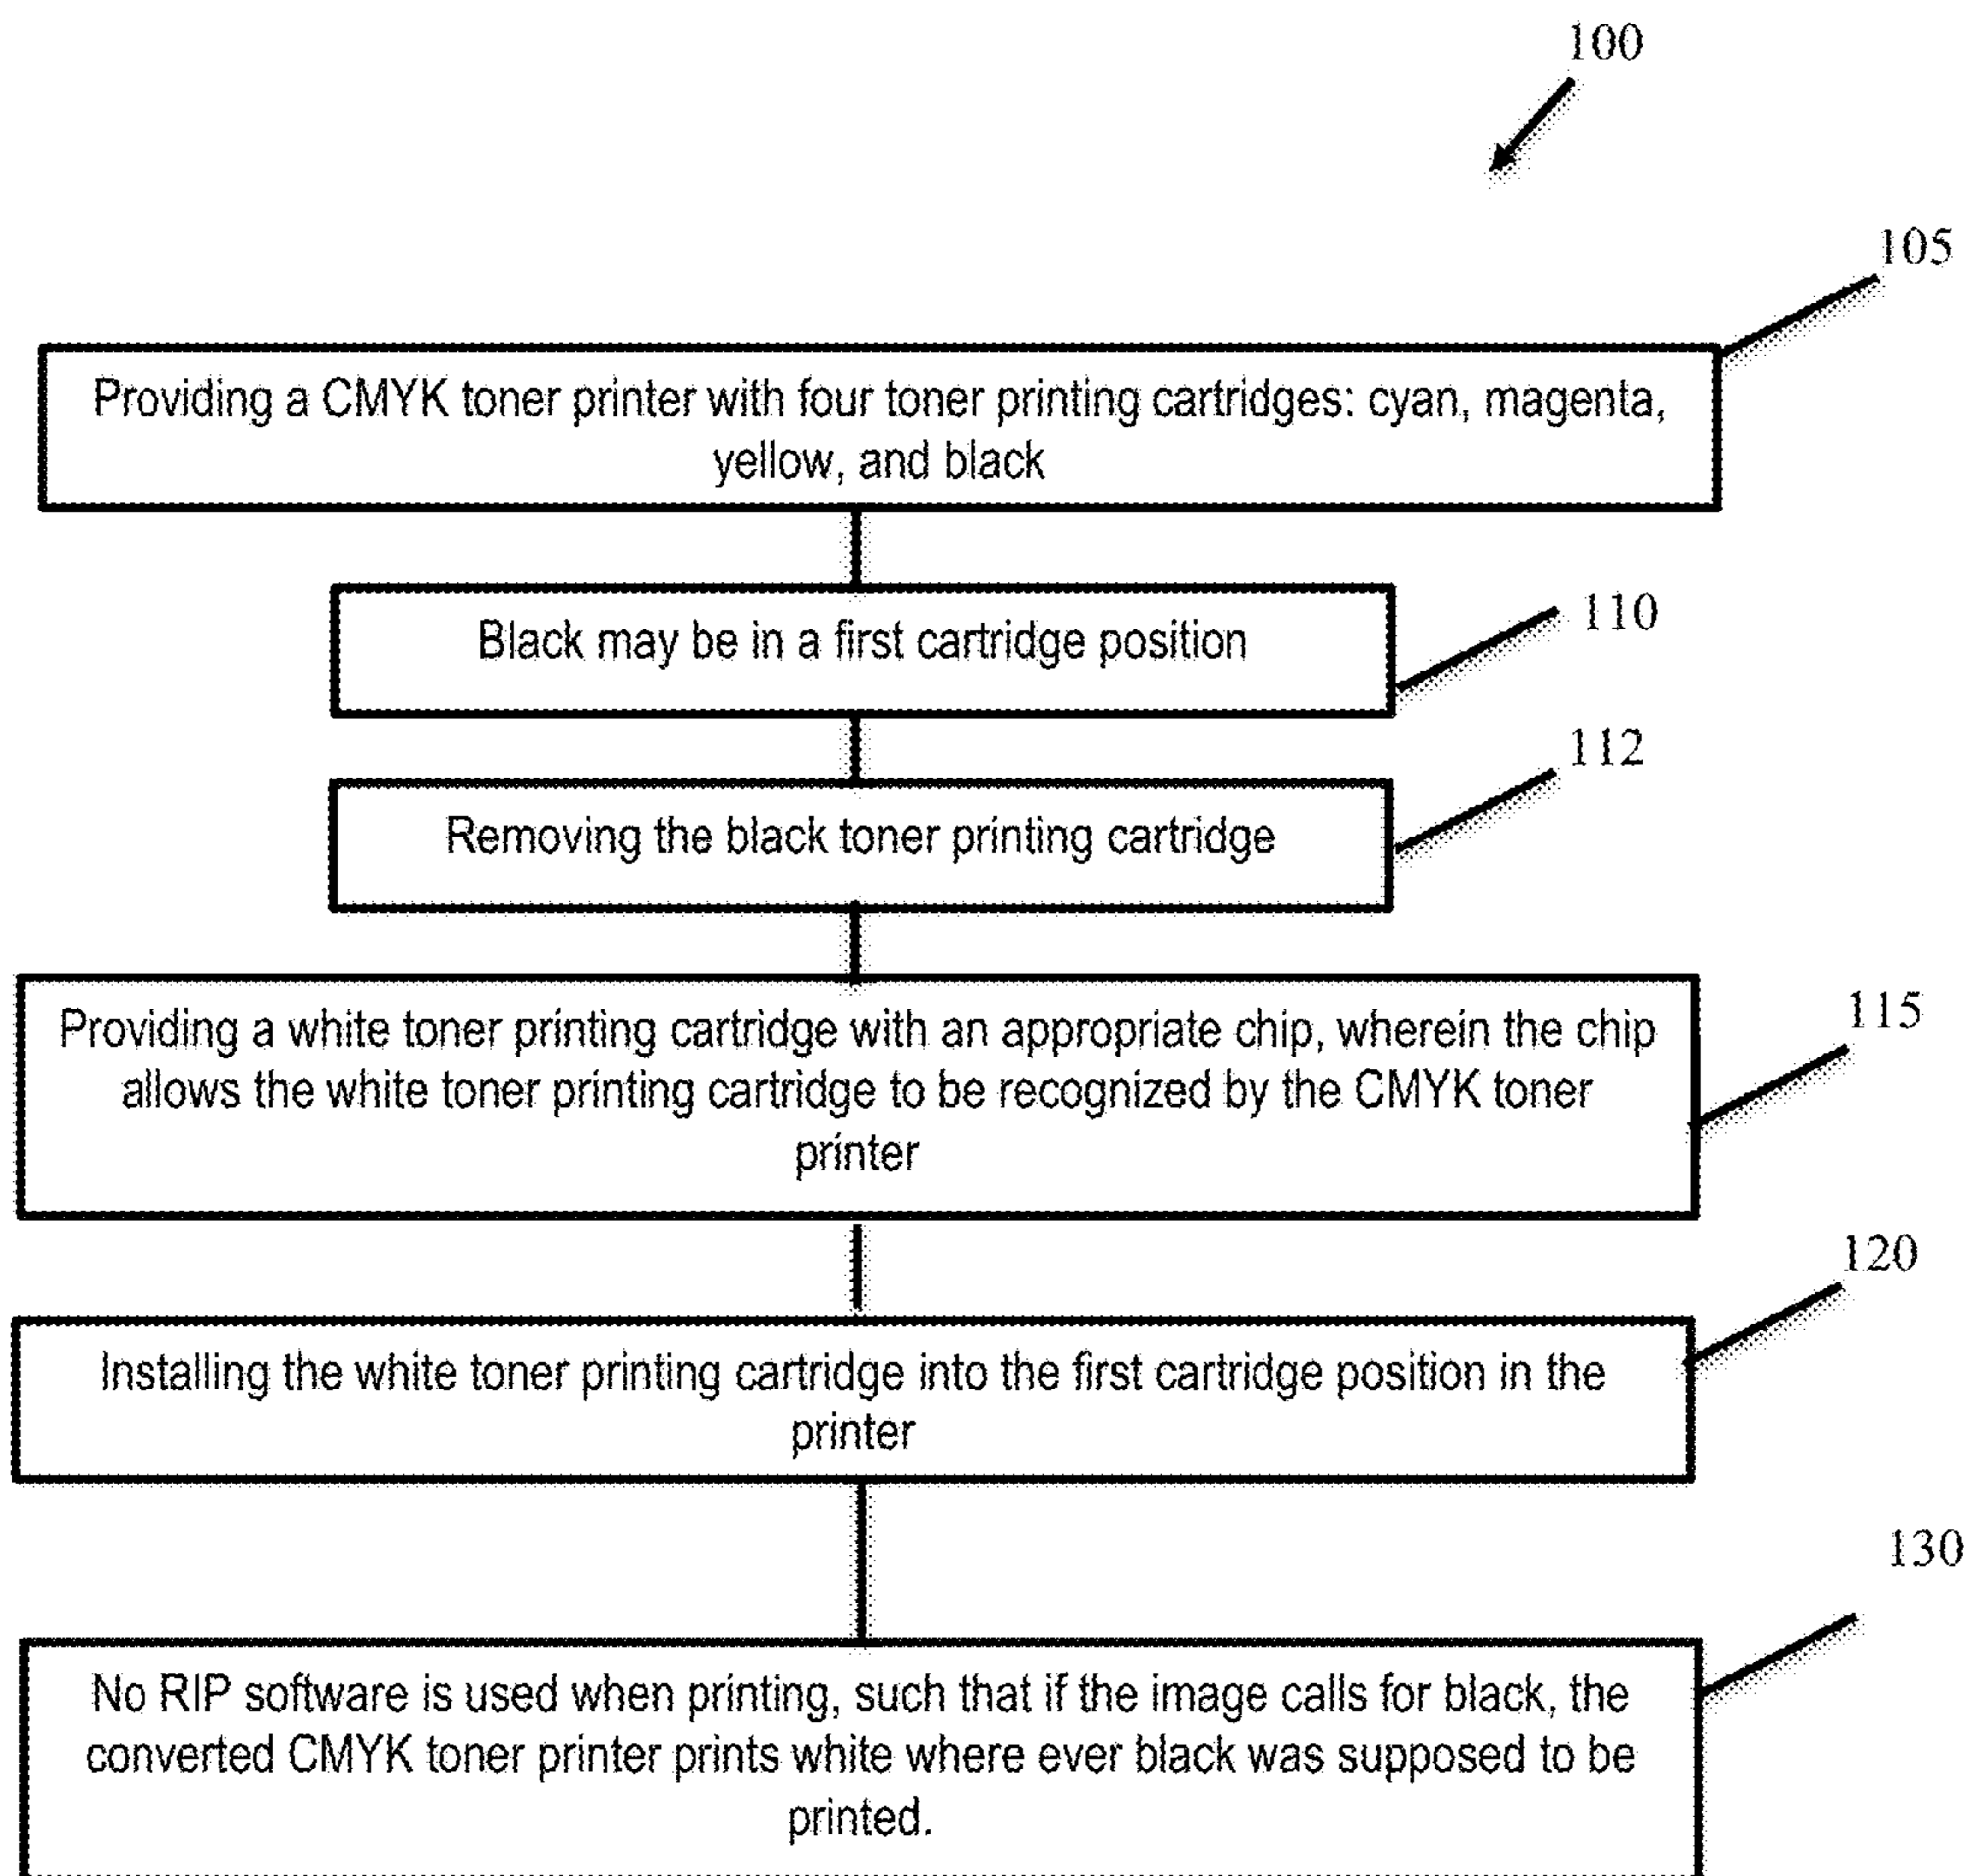 100
105
Providing a CMYK toner printer with four toner printing cartridges: cyan, magenta,
yellow, and black
110
Black may be in a first cartridge position
112
Removing the black toner printing cartridge
115
Providing a white toner printing cartridge with an appropriate chip, wherein the chip
allows the white toner printing cartridge to be recognized by the CMYK toner
printer
120
Installing the white toner printing cartridge into the first cartridge position in the
printer
130
No RIP software is used when printing, such that if the image calls for black, the
converted CMYK toner printer prints white where ever black was supposed to be
printed.